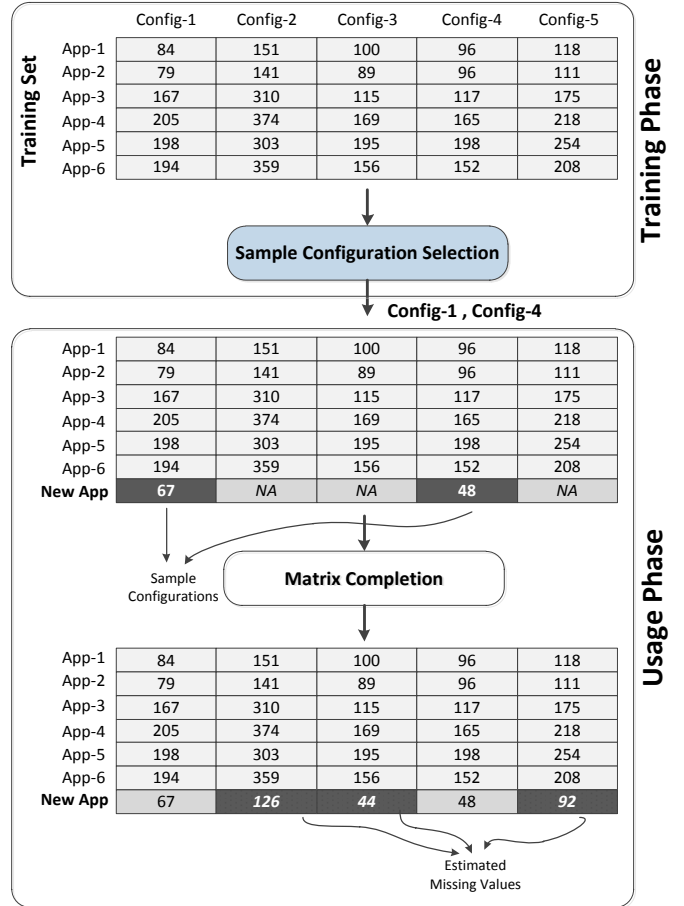 Config-1 Config-2 Config-3 Config-4 Config-5
App-1 84 151 100 96 118
App-2 79 141 89 96 111
App-3 167 310 115 117 175
App-4 205 374 169 165 218
App-5 198 303 195 198 254
App-6 194 359 156 152 208
Training Set
Training Phase
Sample Configuration Selection
Config-1 , Config-4
App-1 84 151 100 96 118
App-2 79 141 89 96 111
App-3 167 310 115 117 175
App-4 205 374 169 165 218
App-5 198 303 195 198 254
App-6 194 359 156 152 208
New App 67 NA NA 48 NA
Sample
Configurations
Matrix Completion
Usage Phase
App-1 84 151 100 96 118
App-2 79 141 89 96 111
App-3 167 310 115 117 175
App-4 205 374 169 165 218
App-5 198 303 195 198 254
App-6 194 359 156 152 208
New App 67 126 44 48 92
Estimated
Missing Values